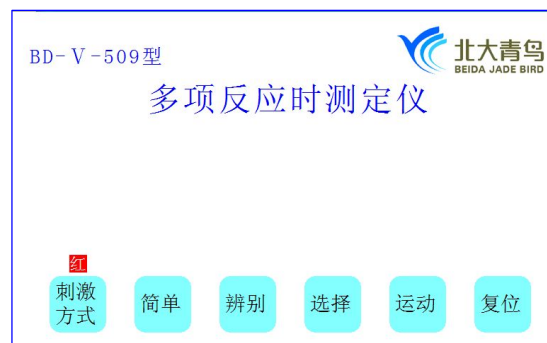 BD-Ⅴ-509型
北大青鸟
BEIDA JADE BIRD
多项反应时测定仪
红
刺激
方式
简单
辨别
选择
运动
复位